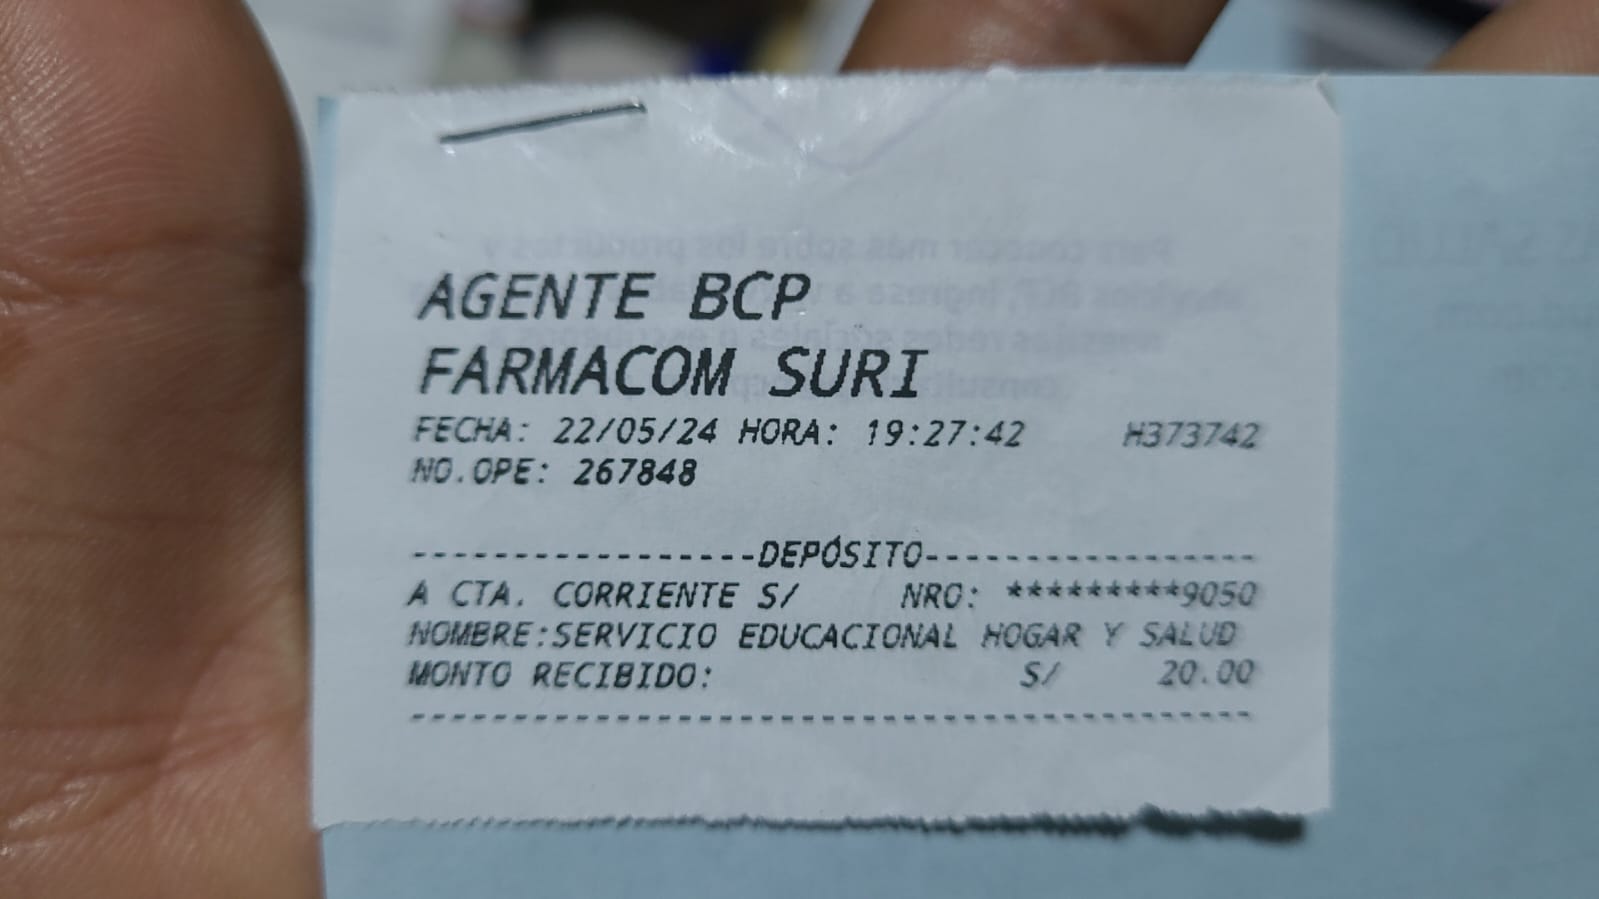 AGENTE BCP
FARMACOM SURI
FECHA: 22/05/24 HORA: 19:27:42 H373742
NO.OPE: 267848
-----------------DEPÓSITO----------------
A CTA. CORRIENTE S/ NRO: *********9050
NOMBRE:SERVICIO EDUCACIONAL HOGAR Y SALUD
MONTO RECIBIDO: S/ 20.00
-----------------------------------------